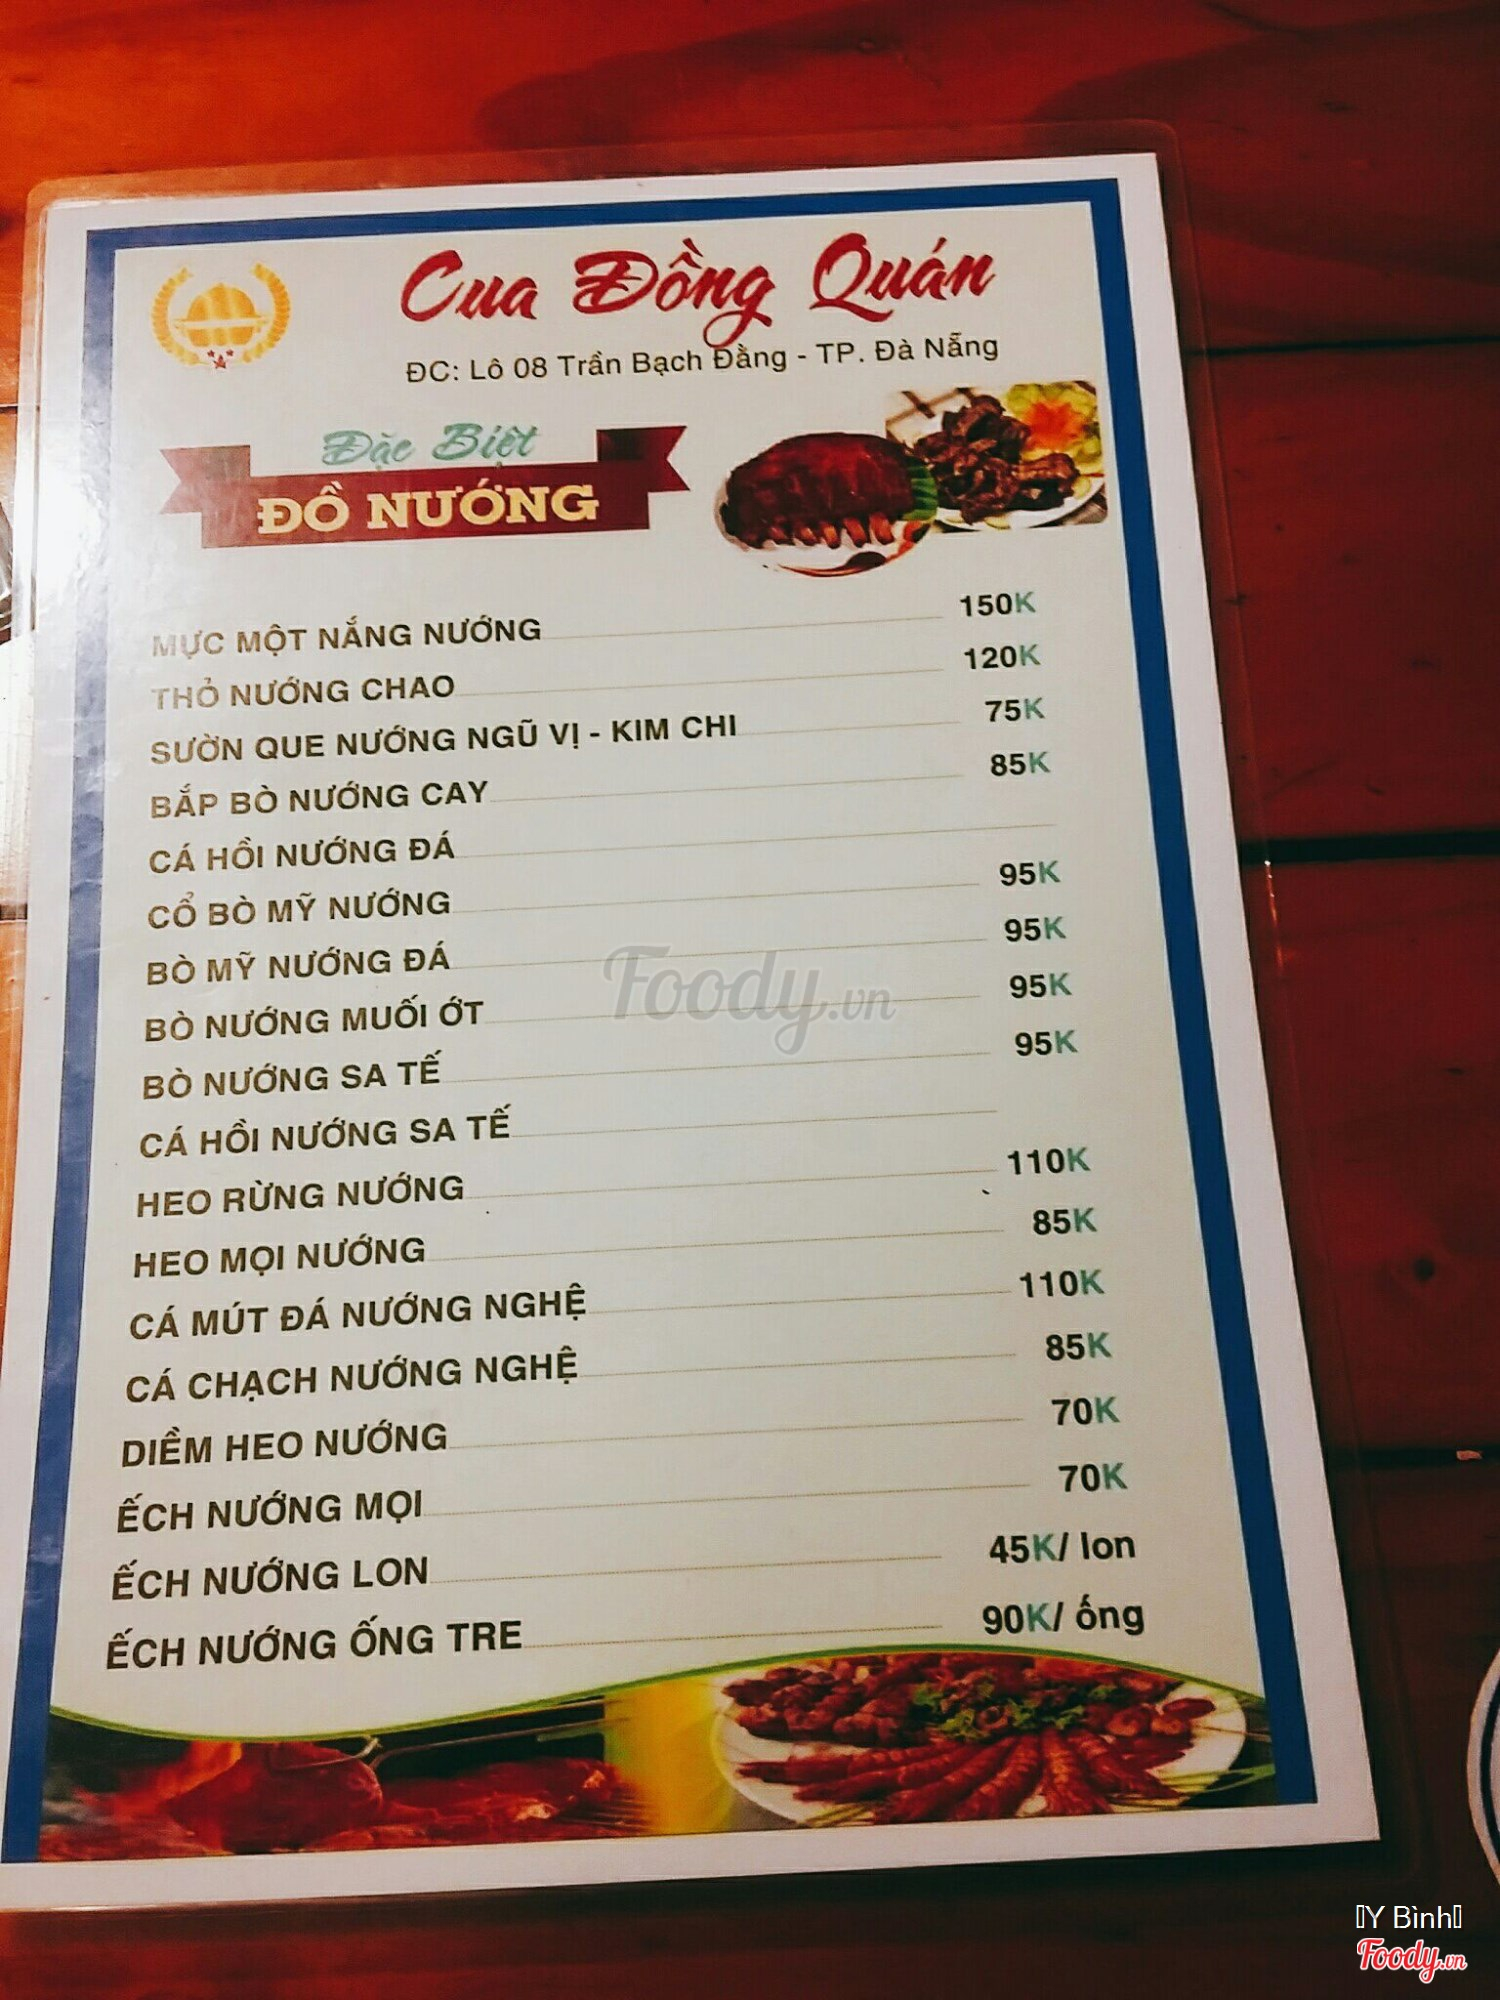 Cua Đồng Quán
ĐC: Lô 08 Trần Bạch Đằng - TP. Đà Nẵng
Đặc Biệt
ĐỒ NƯỚNG
MỰC MỘT NẮNG NƯỚNG 150K
THỎ NƯỚNG CHAO 120K
SƯỜN QUE NƯỚNG NGŨ VỊ - KIM CHI 75K
BẮP BÒ NƯỚNG CAY 85K
CÁ HỒI NƯỚNG ĐÁ
CỔ BÒ MỸ NƯỚNG 95K
BÒ MỸ NƯỚNG ĐÁ 95K
BÒ NƯỚNG MUỐI ỚT 95K
BÒ NƯỚNG SA TẾ 95K
CÁ HỒI NƯỚNG SA TẾ
HEO RỪNG NƯỚNG 110K
HEO MỌI NƯỚNG 85K
CÁ MÚT ĐÁ NƯỚNG NGHỆ 110K
CÁ CHẠCH NƯỚNG NGHỆ 85K
DIỀM HEO NƯỚNG 70K
ẾCH NƯỚNG MỌI 70K
ẾCH NƯỚNG LON 45K/ lon
ẾCH NƯỚNG ỐNG TRE 90K/ ống
Foody.vn
Y Bình
Foody.vn